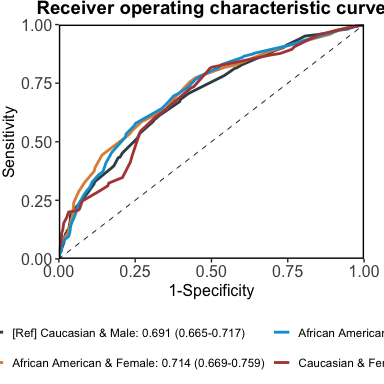 Receiver operating characteristic curve
1.00
0.75
0.50
0.25
0.00
Sensitivity
0.00 0.25 0.50 0.75 1.00
1-Specificity
[Ref] Caucasian & Male: 0.691 (0.665-0.717) African American
African American & Female: 0.714 (0.669-0.759) Caucasian &